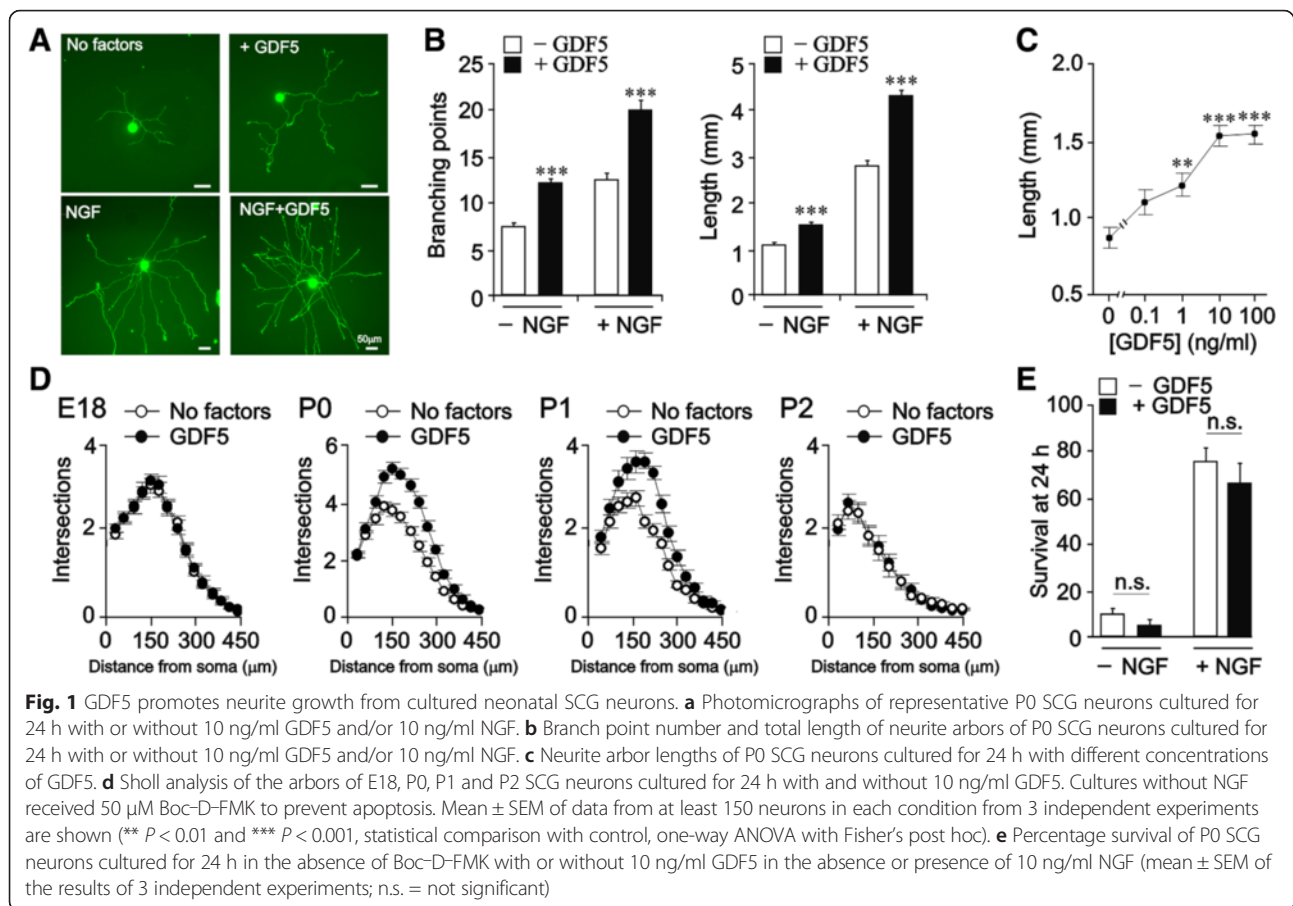 A
No factors
+ GDF5
NGF
NGF+GDF5
50µm
B
− GDF5
+ GDF5
Branching points
25
20
15
10
5
0
***
***
− NGF
+ NGF
− GDF5
+ GDF5
Length (mm)
5
4
3
2
1
0
***
***
− NGF
+ NGF
C
Length (mm)
2.0
1.5
1.0
0.5
**
***
***
0
0.1
1
10
100
[GDF5] (ng/ml)
D
E18
No factors
GDF5
Intersections
4
2
0
0 150 300 450
Distance from soma (µm)
P0
No factors
GDF5
Intersections
6
4
2
0
0 150 300 450
Distance from soma (µm)
P1
No factors
GDF5
Intersections
4
2
0
0 150 300 450
Distance from soma (µm)
P2
No factors
GDF5
Intersections
4
2
0
0 150 300 450
Distance from soma (µm)
E
− GDF5
+ GDF5
Survival at 24 h
100
80
60
40
20
0
n.s.
n.s.
− NGF
+ NGF
Fig. 1 GDF5 promotes neurite growth from cultured neonatal SCG neurons. a Photomicrographs of representative P0 SCG neurons cultured for
24 h with or without 10 ng/ml GDF5 and/or 10 ng/ml NGF. b Branch point number and total length of neurite arbors of P0 SCG neurons cultured for
24 h with or without 10 ng/ml GDF5 and/or 10 ng/ml NGF. c Neurite arbor lengths of P0 SCG neurons cultured for 24 h with different concentrations
of GDF5. d Sholl analysis of the arbors of E18, P0, P1 and P2 SCG neurons cultured for 24 h with and without 10 ng/ml GDF5. Cultures without NGF
received 50 µM Boc–D–FMK to prevent apoptosis. Mean ± SEM of data from at least 150 neurons in each condition from 3 independent experiments
are shown (** P < 0.01 and *** P < 0.001, statistical comparison with control, one-way ANOVA with Fisher's post hoc). e Percentage survival of P0 SCG
neurons cultured for 24 h in the absence of Boc–D–FMK with or without 10 ng/ml GDF5 in the absence or presence of 10 ng/ml NGF (mean ± SEM of
the results of 3 independent experiments; n.s. = not significant)